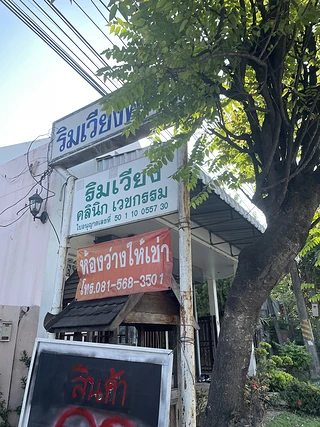 ริมเวียง
ริมเวียง
คลินิก เวชกรรม
ใบอนุญาตเลขที่ 50 1 10 0557 30
ห้องว่างให้เช่า
โทร.081-568-3501
สินค้า